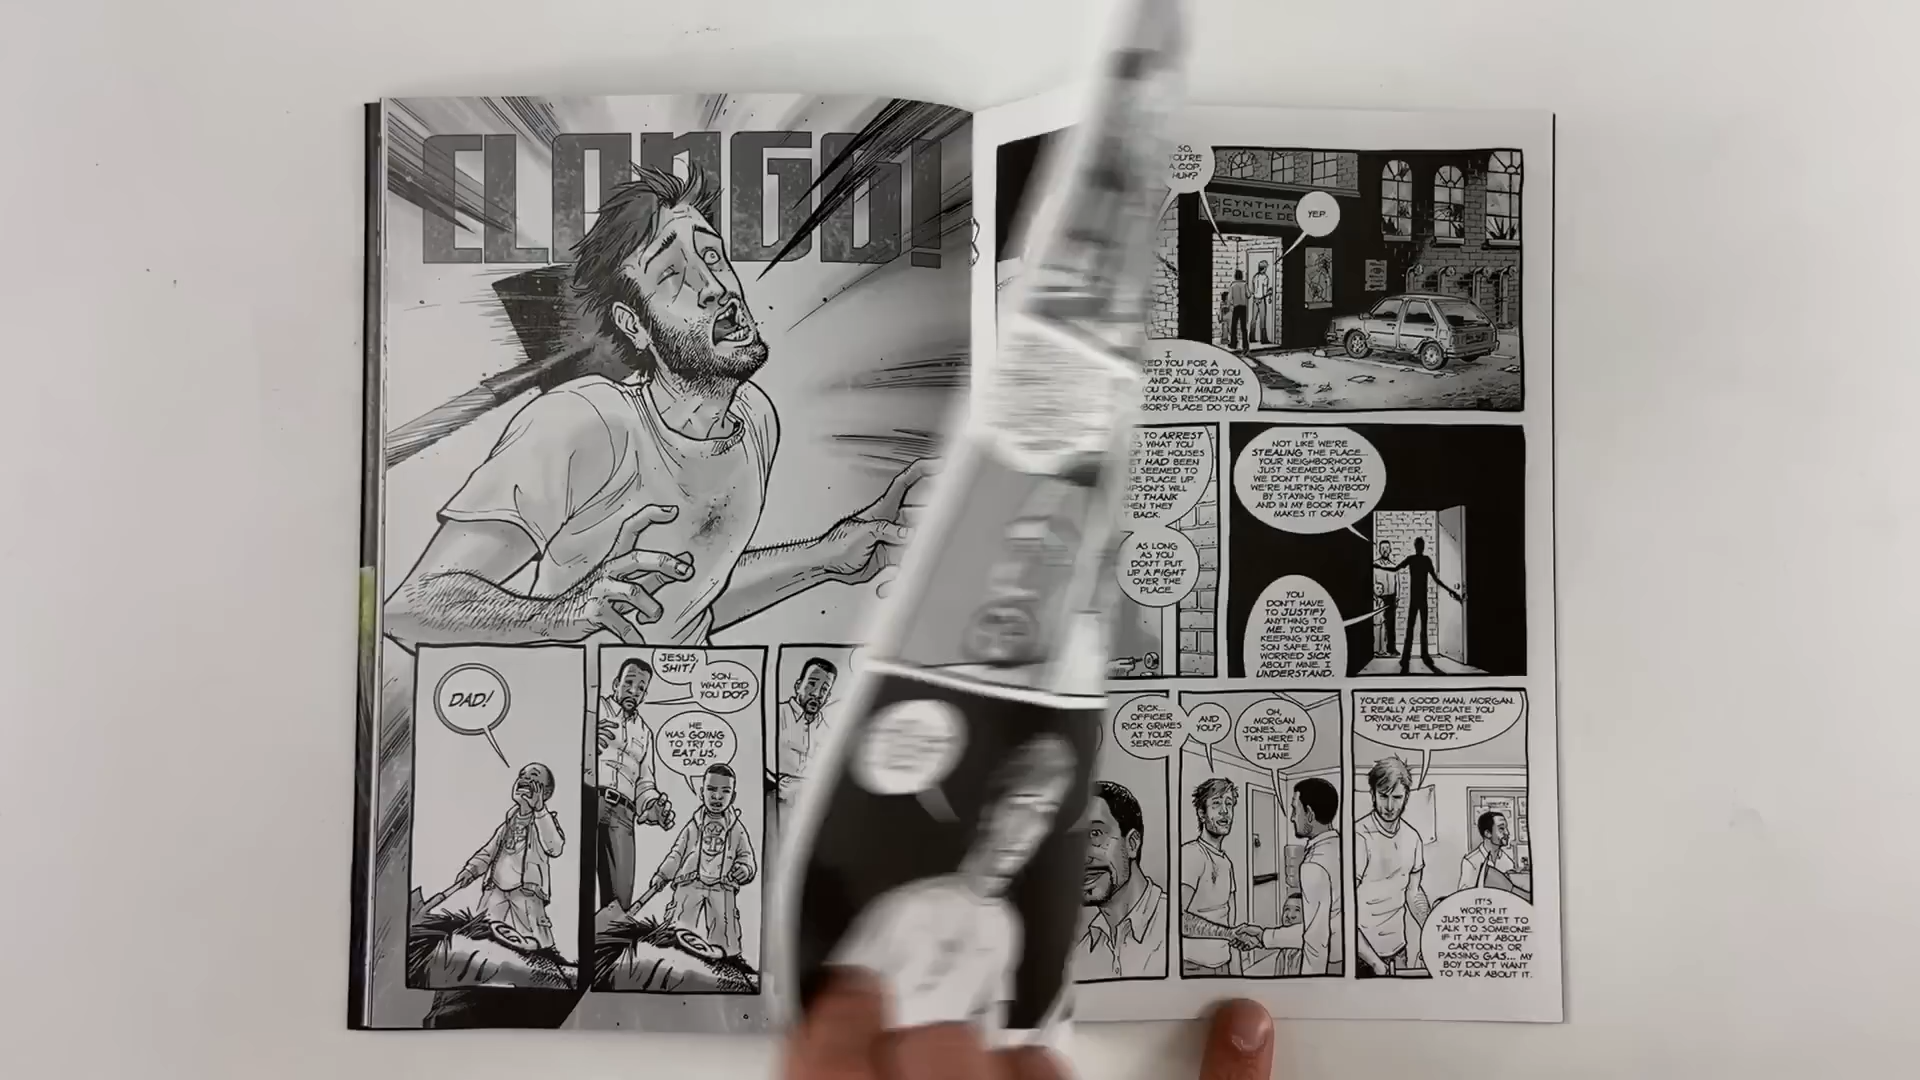 CLANGG!
DAD!
JESUS,
SHIT!
SON...
WHAT DID
YOU DO?
HE
WAS GOING
TO TRY TO
EAT US,
DAD.
SO,
YOU'RE
A COP,
HUH?
YEP.
CYNTHIA
POLICE DE
I
RED YOU FOR A
AFTER YOU SAID YOU
AND ALL. YOU BEING
YOU DON'T MIND MY
TAKING RESIDENCE IN
BORS' PLACE DO YOU?
TO ARREST
WHAT YOU
OF THE HOUSES
HAD BEEN
SEEMED TO
THE PLACE UP.
MPSON'S WILL
BLY THANK
WHEN THEY
BACK.
AS LONG
AS YOU
DON'T PUT
UP A FIGHT
OVER THE
PLACE.
IT'S
NOT LIKE WE'RE
STEALING THE PLACE...
YOUR NEIGHBORHOOD
JUST SEEMED SAFER.
WE DON'T FIGURE THAT
WE'RE HURTING ANYBODY
BY STAYING THERE...
AND IN MY BOOK THAT
MAKES IT OKAY.
YOU
DON'T HAVE
TO JUSTIFY
ANYTHING TO
ME. YOU'RE
KEEPING YOUR
SON SAFE. I'M
WORRIED SICK
ABOUT MINE. I
UNDERSTAND.
RICK...
OFFICER
RICK GRIMES
AT YOUR
SERVICE.
AND
YOU?
OH,
MORGAN
JONES... AND
THIS HERE IS
LITTLE
DUANE.
YOU'RE A GOOD MAN, MORGAN.
I REALLY APPRECIATE YOU
DRIVING ME OVER HERE.
YOU'VE HELPED ME
OUT A LOT.
IT'S
WORTH IT
JUST TO GET TO
TALK TO SOMEONE.
IF IT AIN'T ABOUT
CARTOONS OR
PASSING GAS... MY
BOY DON'T WANT
TO TALK ABOUT IT.